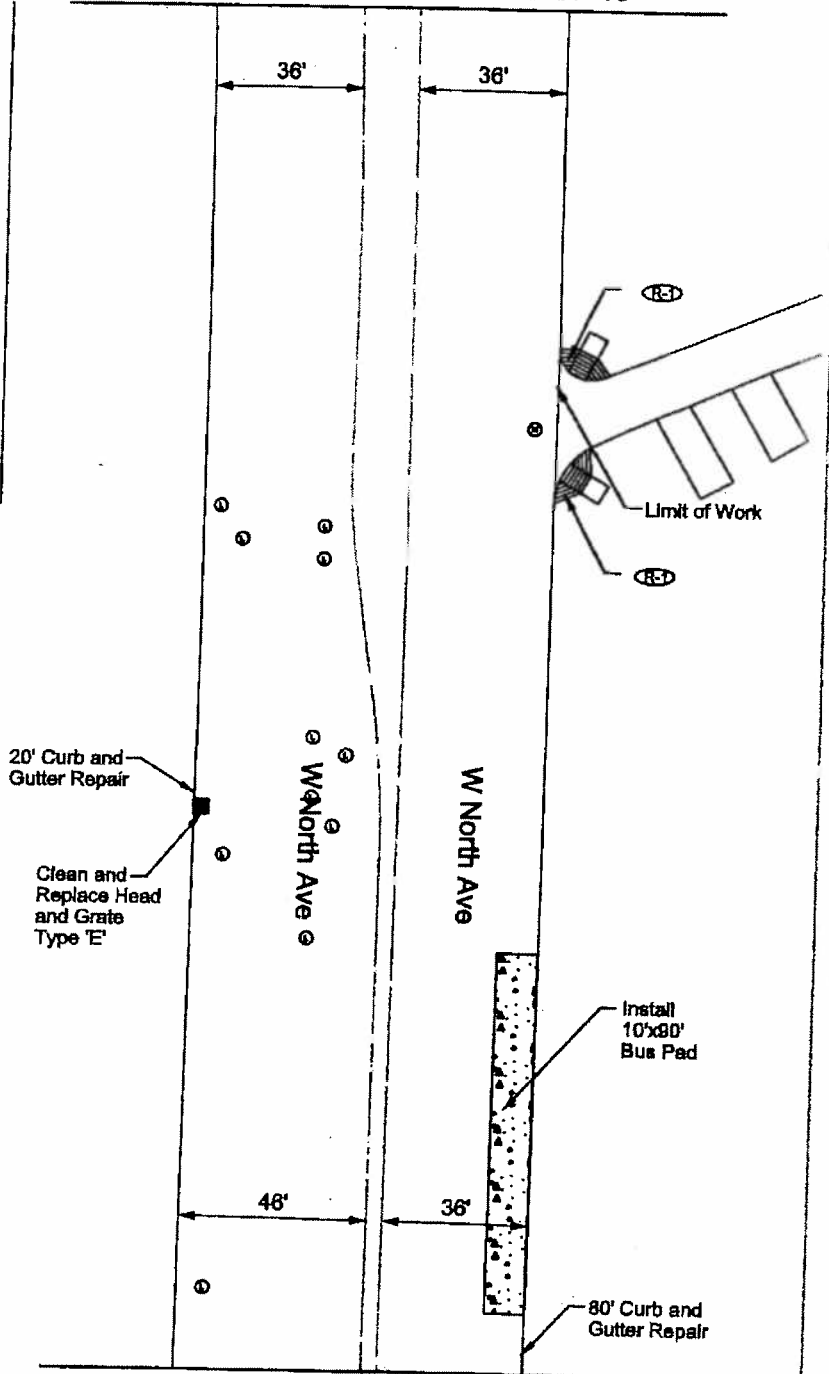 36'
36'
R-1
Limit of Work
R-1
20' Curb and
Gutter Repair
W North Ave
W North Ave
Clean and
Replace Head
and Grate
Type 'E'
Install
10'x90'
Bus Pad
46'
36'
80' Curb and
Gutter Repair